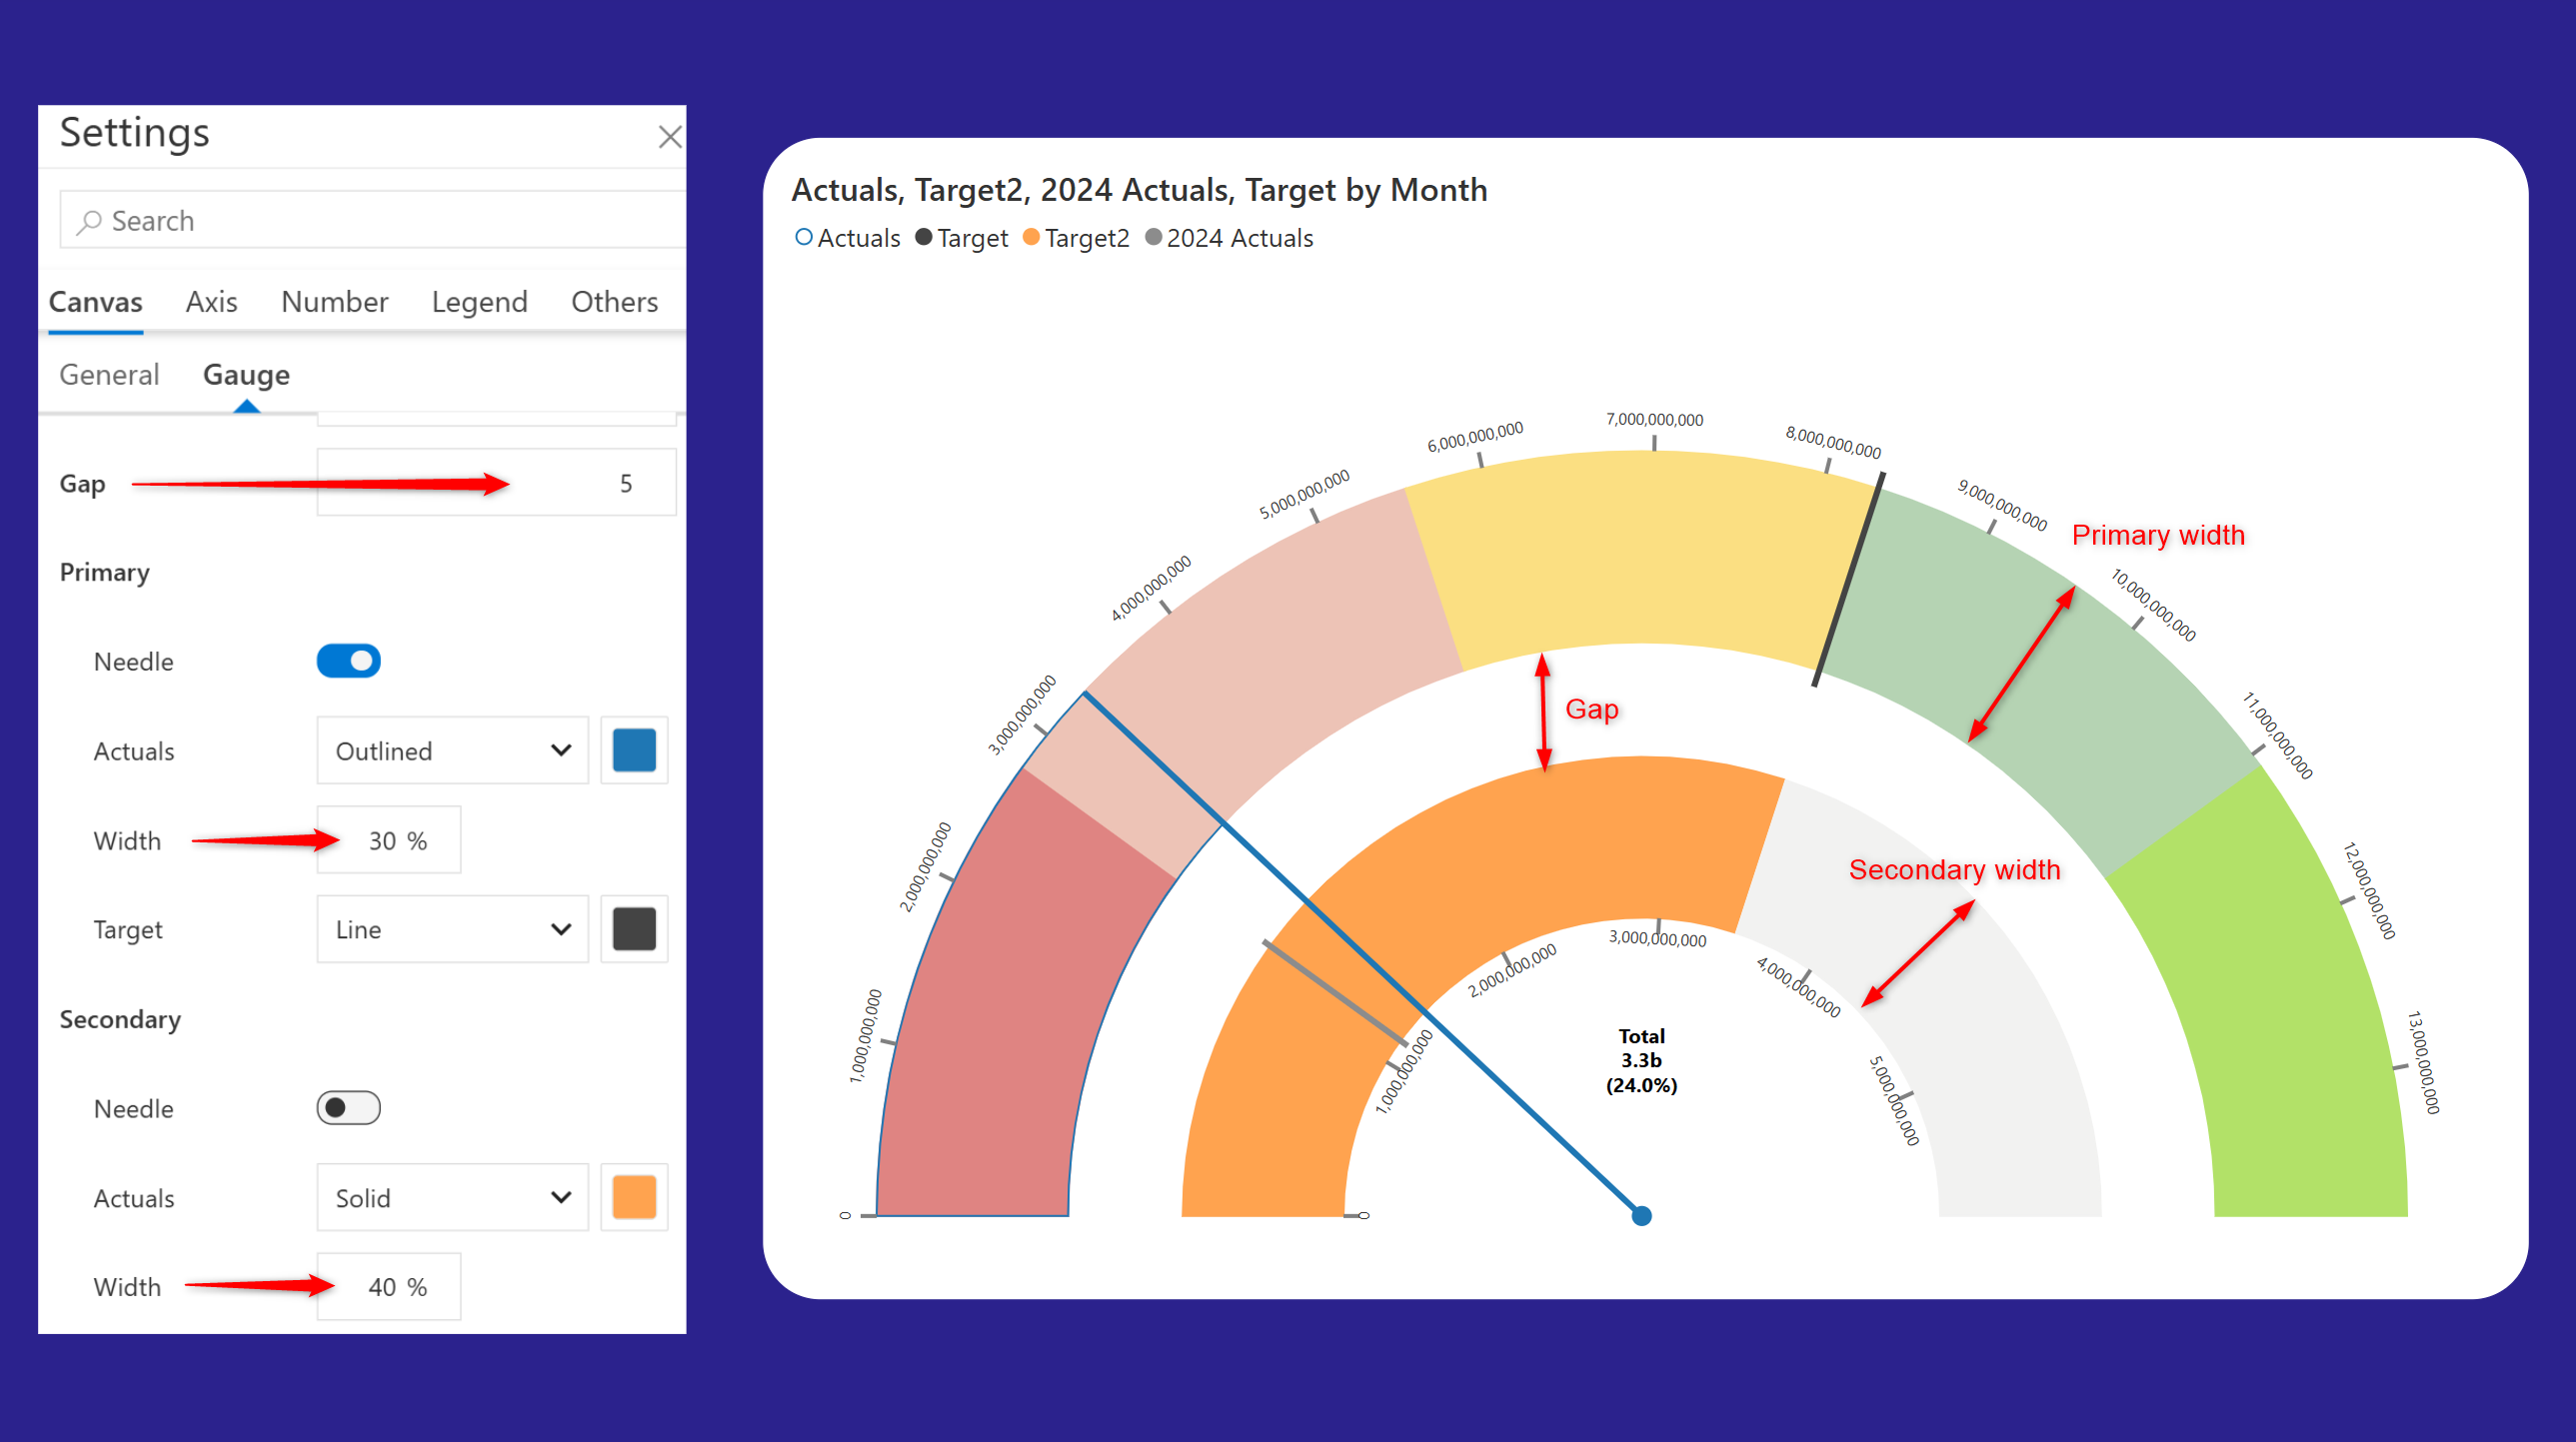 Settings
Search
Canvas Axis Number Legend Others
General Gauge
Gap 5
Primary
Needle
Actuals Outlined
Width 30 %
Target Line
Secondary
Needle
Actuals Solid
Width 40 %
Actuals, Target2, 2024 Actuals, Target by Month
Actuals Target Target2 2024 Actuals
0
1,000,000,000
2,000,000,000
3,000,000,000
4,000,000,000
5,000,000,000
6,000,000,000
7,000,000,000
8,000,000,000
9,000,000,000
10,000,000,000
11,000,000,000
12,000,000,000
13,000,000,000
Primary width
Gap
Secondary width
0
1,000,000,000
2,000,000,000
3,000,000,000
4,000,000,000
5,000,000,000
Total
3.3b
(24.0%)